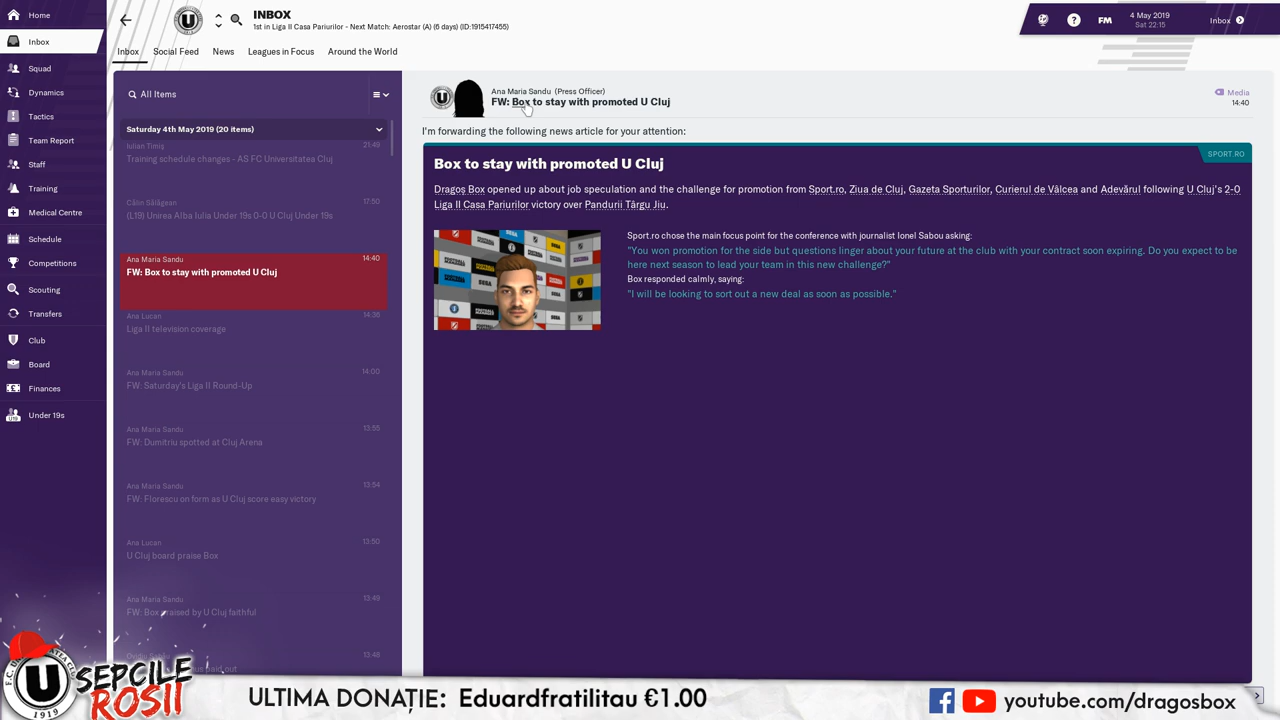 Home
Inbox
Squad
Dynamics
Tactics
Team Report
Staff
Training
Medical Centre
Schedule
Competitions
Scouting
Transfers
Club
Board
Finances
Under 19s
INBOX
1st in Liga II Casa Pariurilor - Next Match: Aerostar (A) (6 days) (ID:1915417455)
? FM 4 May 2019
Sat 22:15
Inbox
Inbox Social Feed News Leagues in Focus Around the World
All Items
Saturday 4th May 2019 (20 items)
Iulian Timiș 21:49
Training schedule changes - AS FC Universitatea Cluj
Călin Sălăgean 17:50
(L19) Unirea Alba Iulia Under 19s 0-0 U Cluj Under 19s
Ana Maria Sandu 14:40
FW: Box to stay with promoted U Cluj
Ana Lucan 14:36
Liga II television coverage
Ana Maria Sandu 14:00
FW: Saturday's Liga II Round-Up
Ana Maria Sandu 13:55
FW: Dumitriu spotted at Cluj Arena
Ana Maria Sandu 13:54
FW: Florescu on form as U Cluj score easy victory
Ana Lucan 13:50
U Cluj board praise Box
Ana Maria Sandu 13:49
FW: Box praised by U Cluj faithful
13:48
paid out
Ana Maria Sandu (Press Officer)
FW: Box to stay with promoted U Cluj
Media
14:40
I'm forwarding the following news article for your attention:
Box to stay with promoted U Cluj
SPORT.RO
Dragoș Box opened up about job speculation and the challenge for promotion from Sport.ro, Ziua de Cluj, Gazeta Sporturilor, Curierul de Vâlcea and Adevărul following U Cluj's 2-0
Liga II Casa Pariurilor victory over Pandurii Târgu Jiu.
Sport.ro chose the main focus point for the conference with journalist Ionel Sabou asking:
"You won promotion for the side but questions linger about your future at the club with your contract soon expiring. Do you expect to
be here next season to lead your team in this new challenge?"
Box responded calmly, saying:
"I will be looking to sort out a new deal as soon as possible."
U
1919
SEPCILE
ROSII
ULTIMA DONAȚIE: Eduardfratilitau €1.00
youtube.com/dragosbox